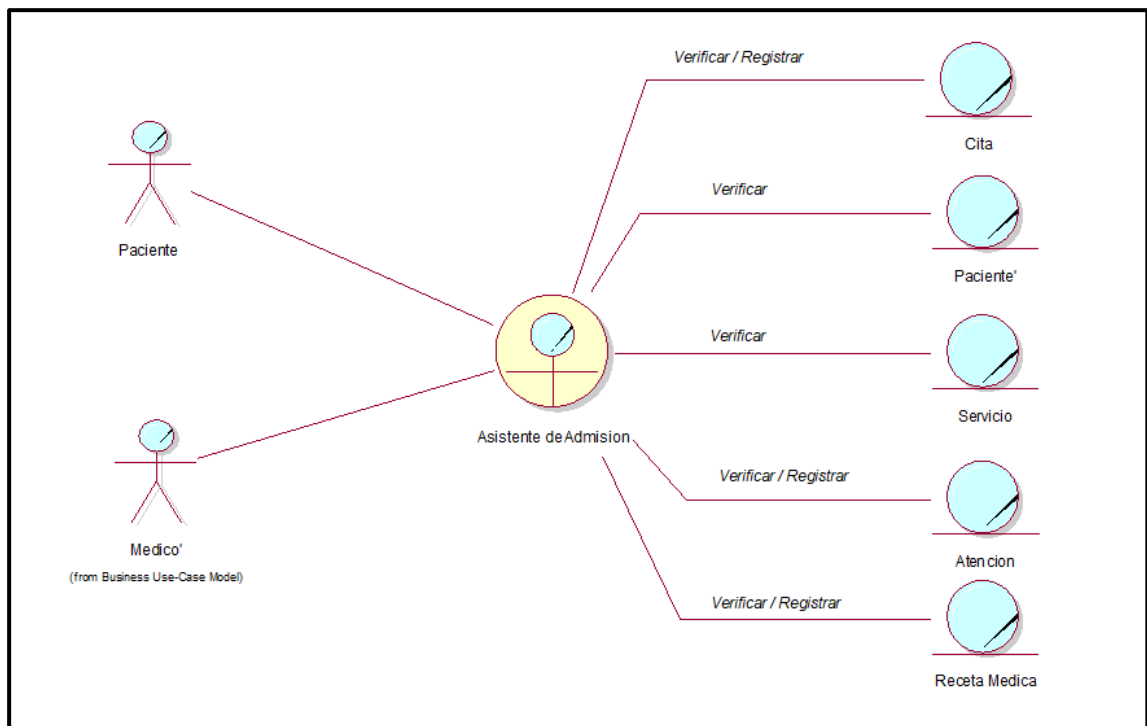 Verificar / Registrar
Cita
Verificar
Paciente
Paciente'
Verificar
Servicio
Asistente de Admision
Verificar / Registrar
Medico'
(from Business Use-Case Model)
Atencion
Verificar / Registrar
Receta Medica